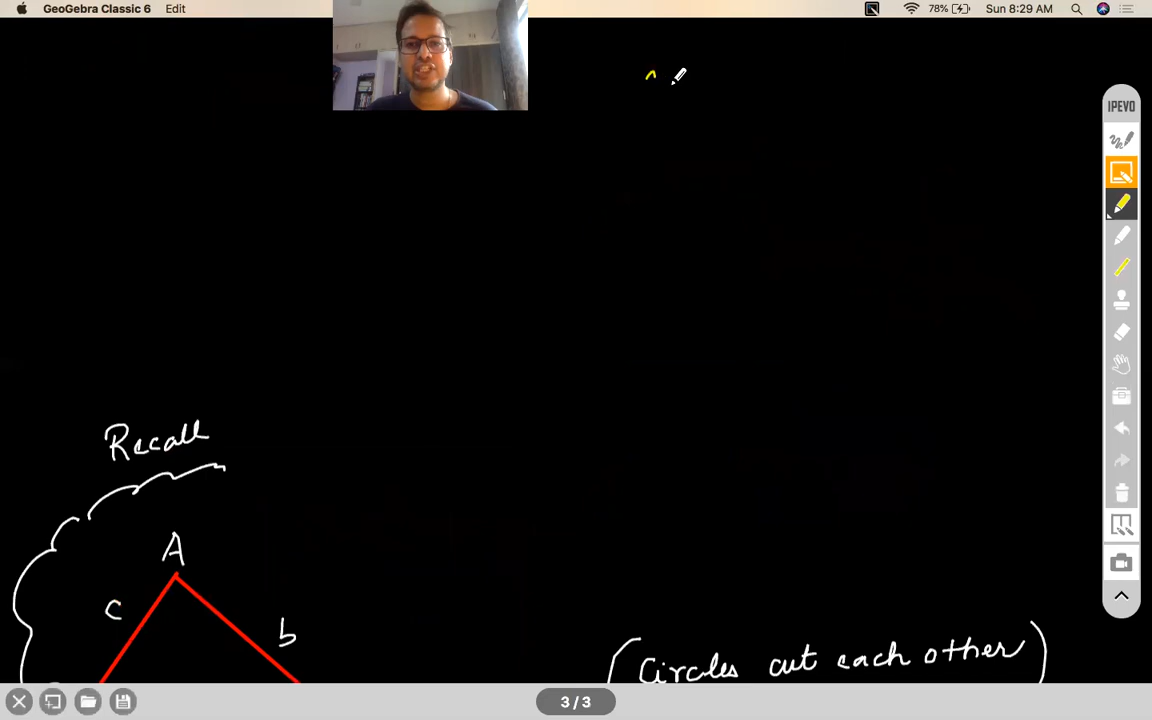 GeoGebra Classic 6 Edit 78% Sun 8:29 AM
IPEVO
Recall
A
c
b
(Circles cut each other)
3 / 3